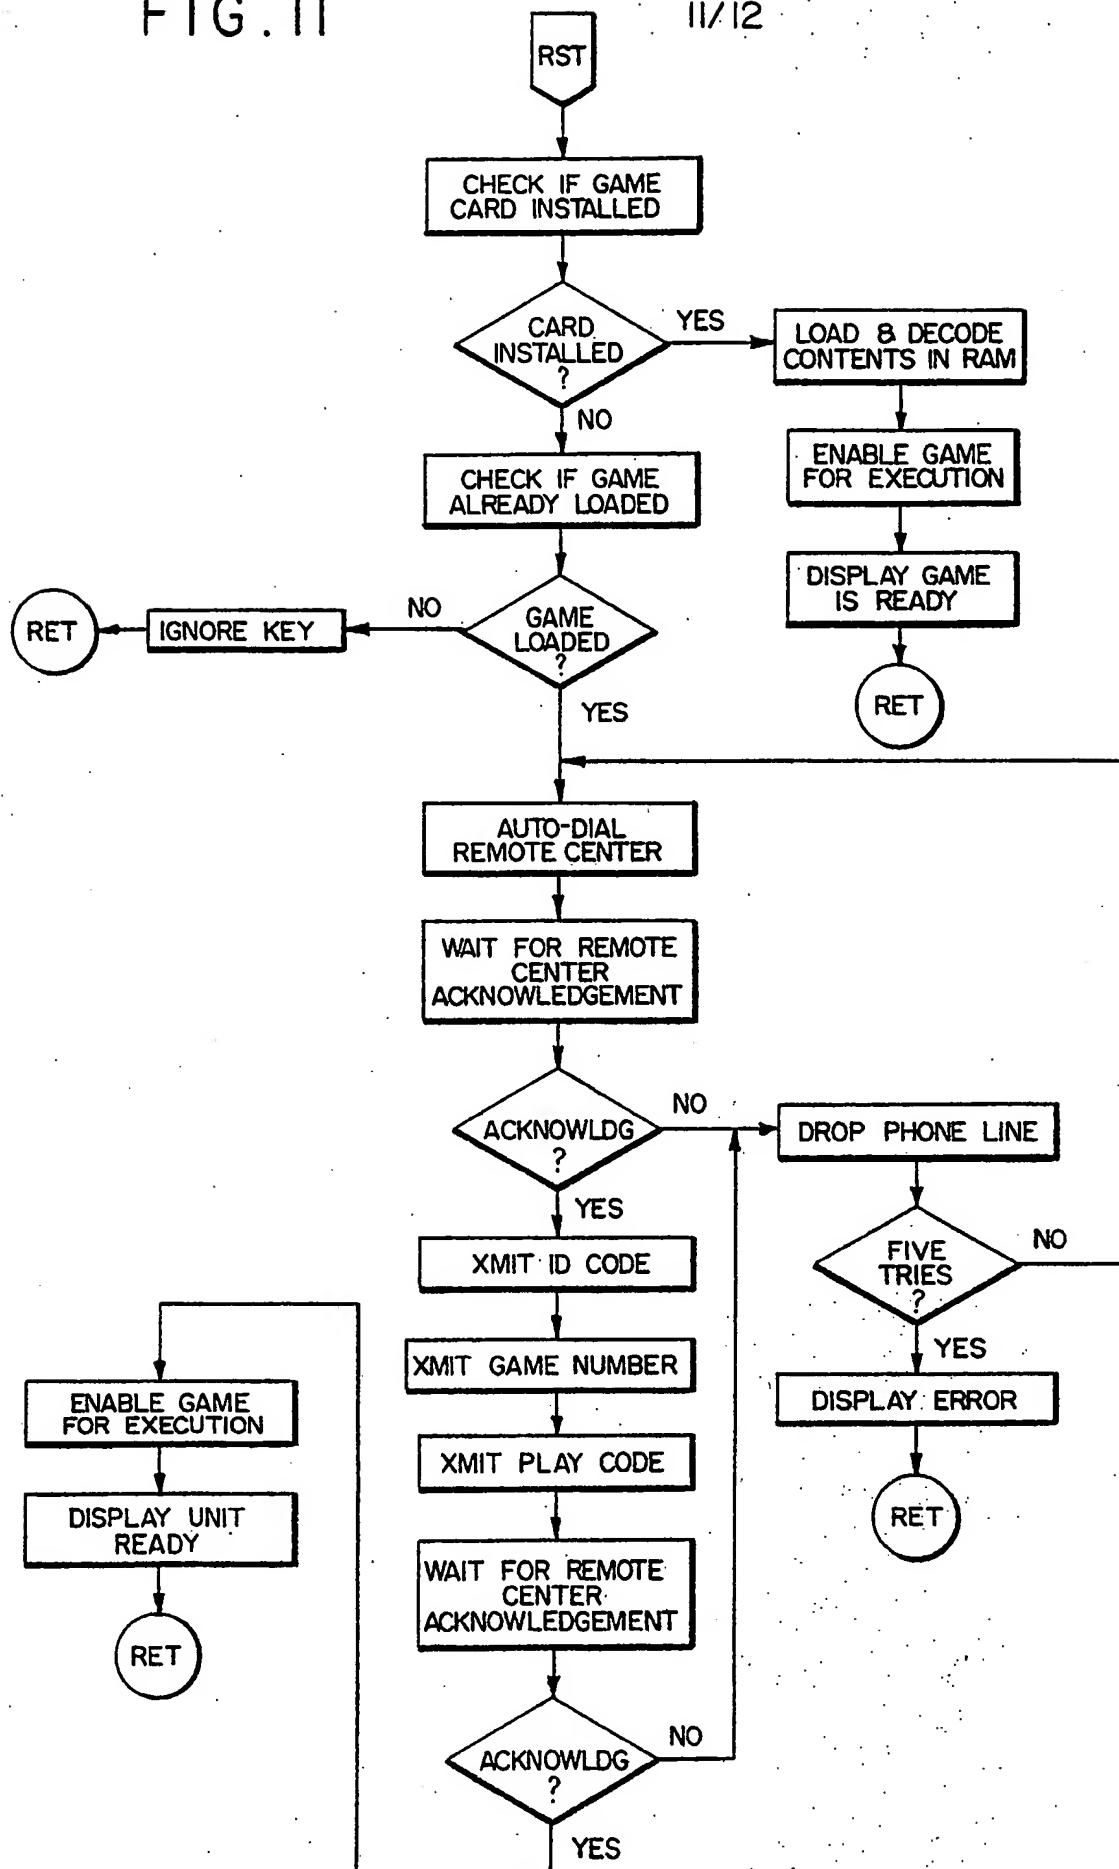 FIG. 11
11/12
RST
CHECK IF GAME
CARD INSTALLED
CARD
INSTALLED
?
YES
NO
LOAD & DECODE
CONTENTS IN RAM
ENABLE GAME
FOR EXECUTION
DISPLAY GAME
IS READY
RET
CHECK IF GAME
ALREADY LOADED
GAME
LOADED
?
NO
IGNORE KEY
RET
YES
AUTO-DIAL
REMOTE CENTER
WAIT FOR REMOTE
CENTER
ACKNOWLEDGEMENT
ACKNOWLDG
?
NO
DROP PHONE LINE
FIVE
TRIES
?
NO
YES
DISPLAY ERROR
RET
YES
XMIT ID CODE
XMIT GAME NUMBER
XMIT PLAY CODE
WAIT FOR REMOTE
CENTER
ACKNOWLEDGEMENT
ACKNOWLDG
?
NO
YES
ENABLE GAME
FOR EXECUTION
DISPLAY UNIT
READY
RET